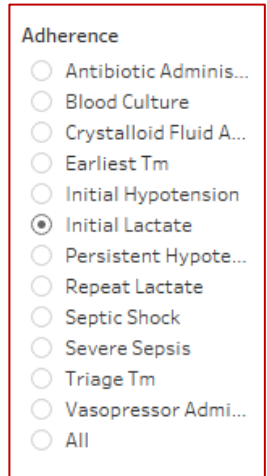 Adherence
Antibiotic Adminis...
Blood Culture
Crystalloid Fluid A...
Earliest Tm
Initial Hypotension
Initial Lactate
Persistent Hypote...
Repeat Lactate
Septic Shock
Severe Sepsis
Triage Tm
Vasopressor Admi...
All